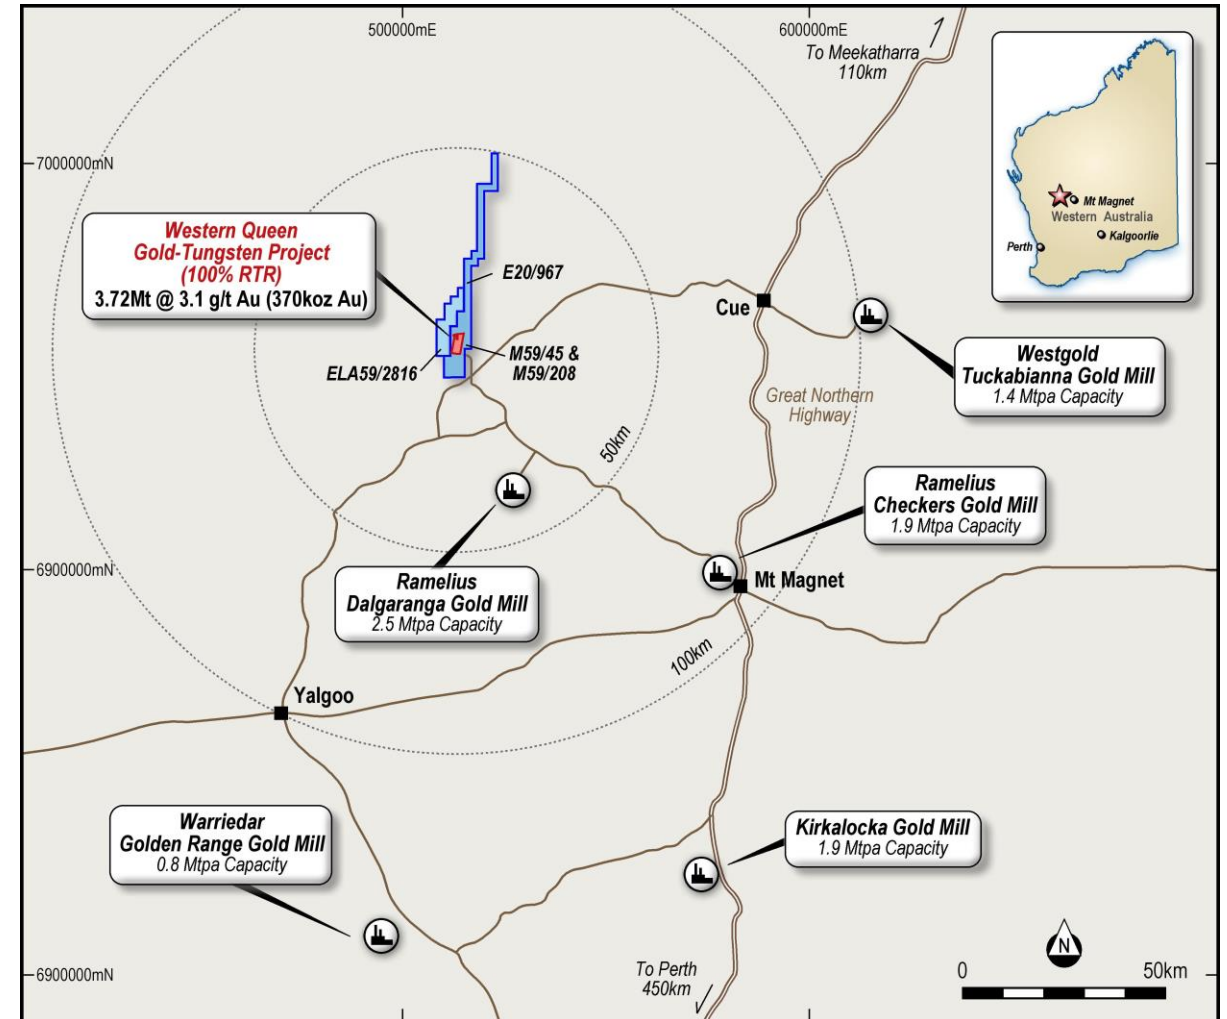 500000mE
600000mE
To Meekatharra
110km
7000000mN
Mt Magnet
Western Australia
Kalgoorlie
Perth
Western Queen
Gold-Tungsten Project
(100% RTR)
3.72Mt @ 3.1 g/t Au (370koz Au)
E20/967
Cue
M59/45 &
M59/208
ELA59/2816
Westgold
Tuckabianna Gold Mill
1.4 Mtpa Capacity
Great Northern
Highway
50km
Ramelius
Checkers Gold Mill
1.9 Mtpa Capacity
6900000mN
Ramelius
Dalgaranga Gold Mill
2.5 Mtpa Capacity
Mt Magnet
100km
Yalgoo
Warriedar
Golden Range Gold Mill
0.8 Mtpa Capacity
Kirkalocka Gold Mill
1.9 Mtpa Capacity
N
6900000mN
To Perth
450km
0
50km